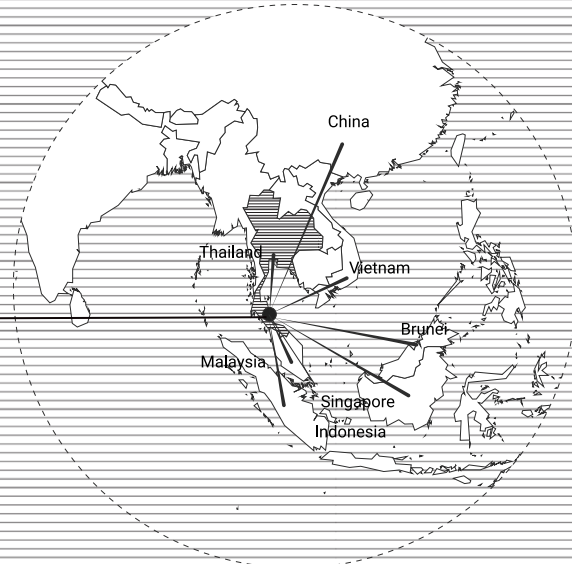 China
Thailand
Vietnam
Brunei
Malaysia
Singapore
Indonesia